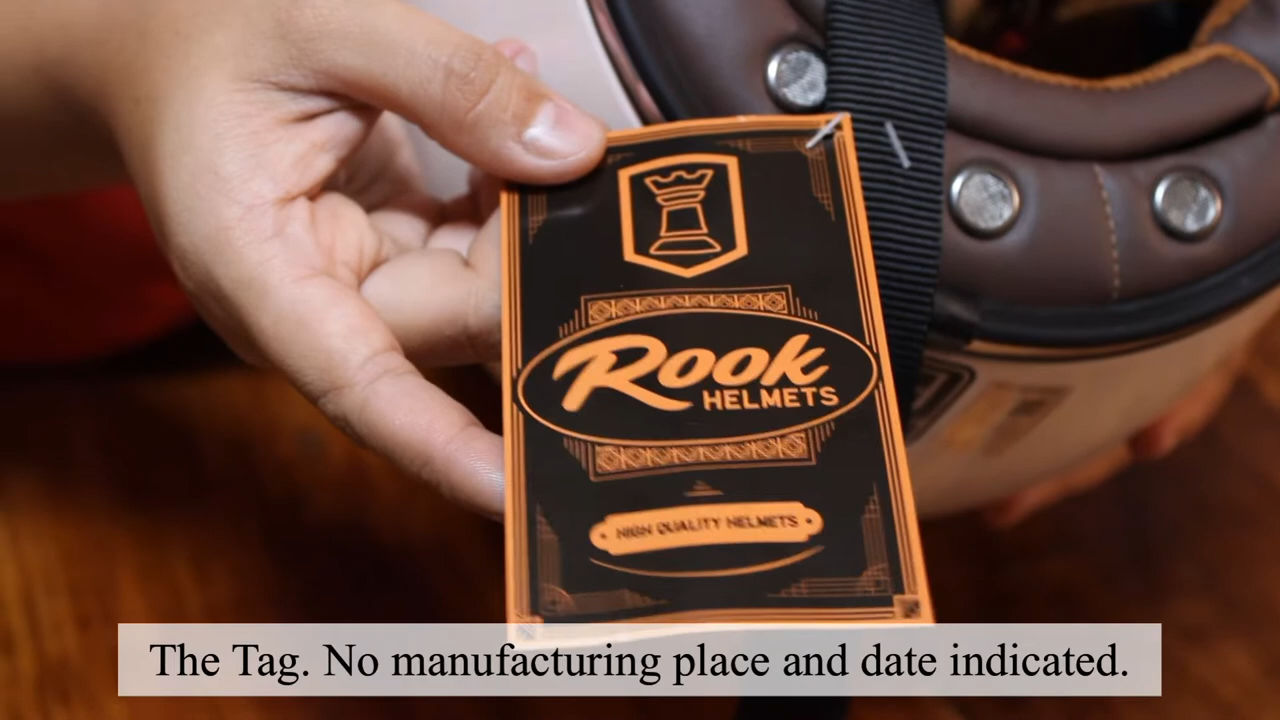 Rook
HELMETS
HIGH QUALITY HELMETS
The Tag. No manufacturing place and date indicated.